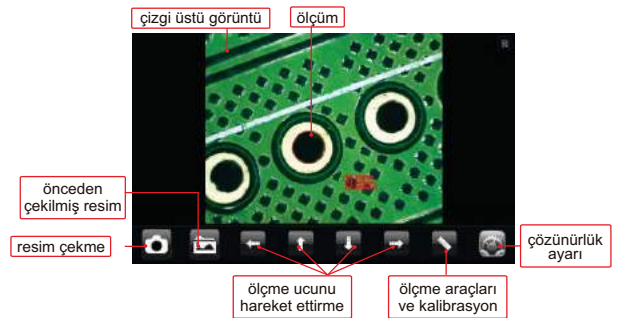 çizgi üstü görüntü
ölçüm
önceden
çekilmiş resim
resim çekme
ölçme ucunu
hareket ettirme
ölçme araçları
ve kalibrasyon
çözünürlük
ayarı